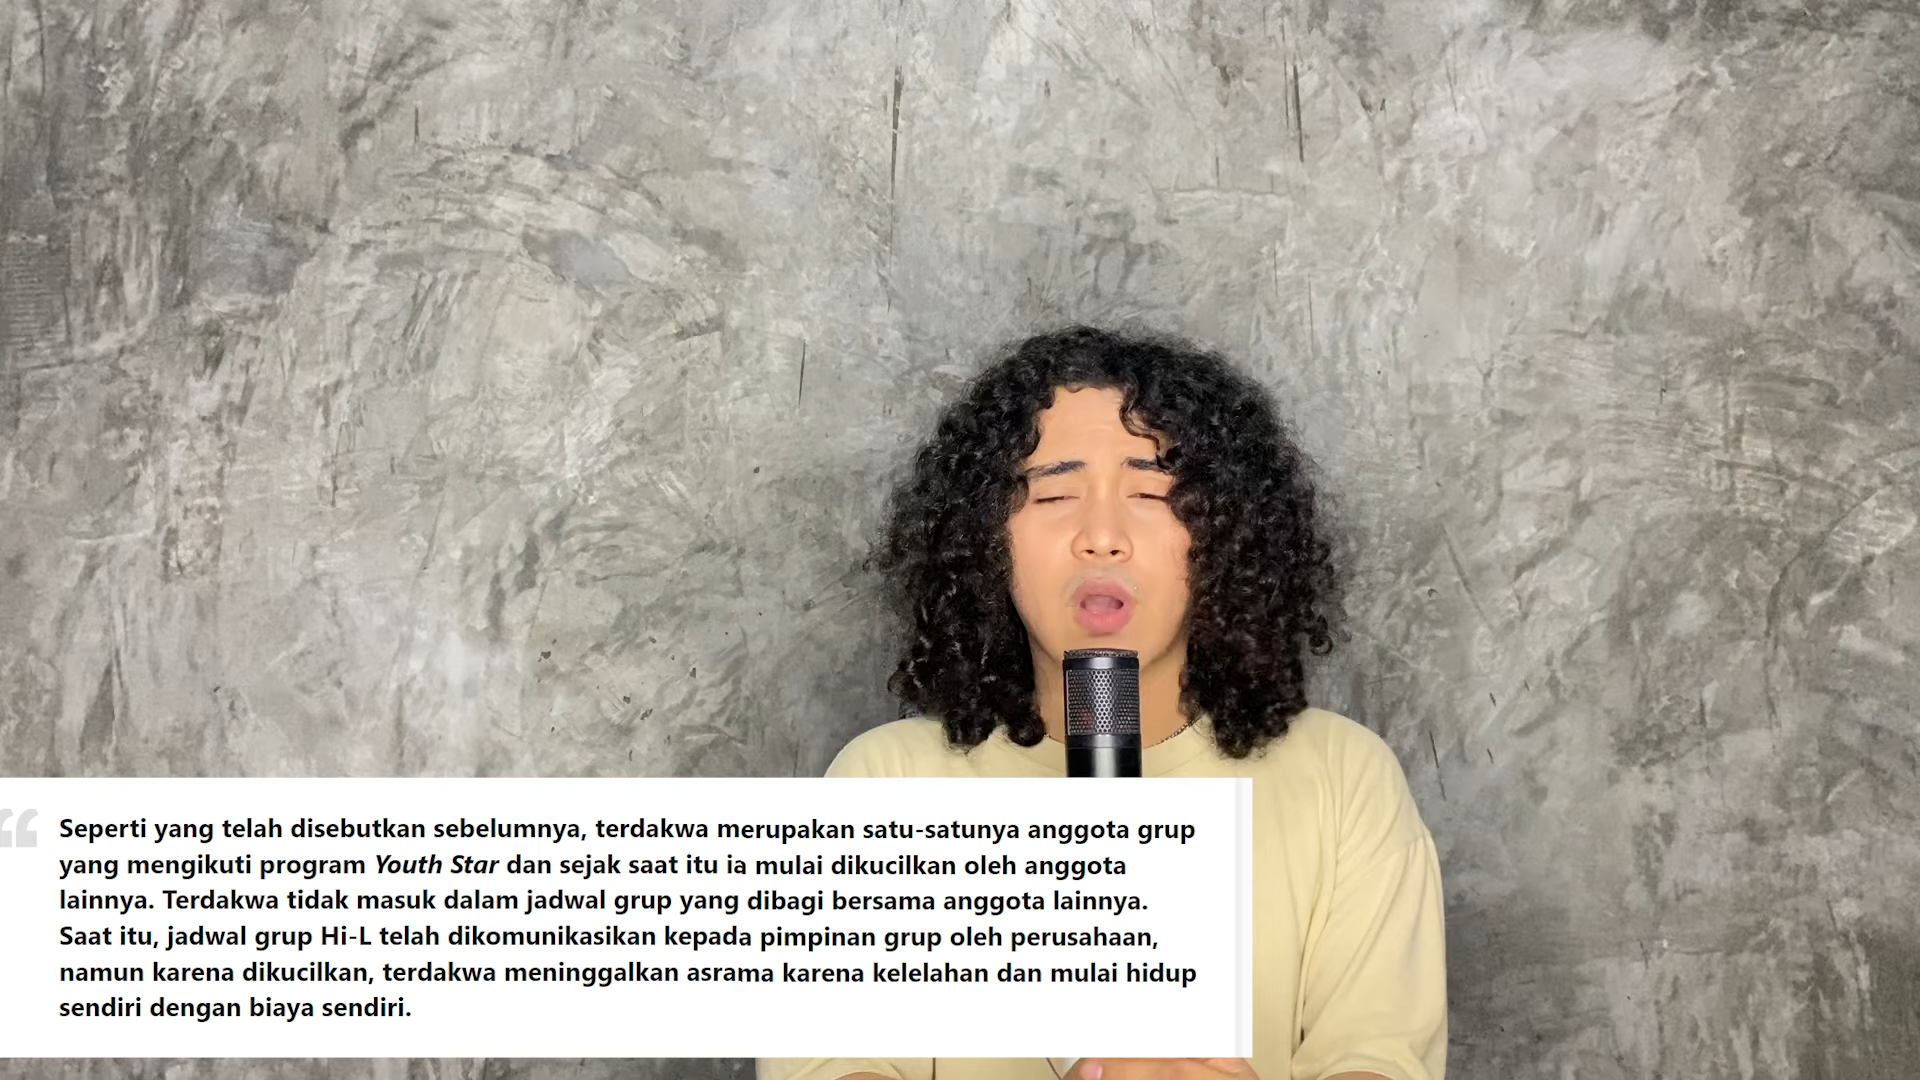 Seperti yang telah disebutkan sebelumnya, terdakwa merupakan satu-satunya anggota grup
yang mengikuti program Youth Star dan sejak saat itu ia mulai dikucilkan oleh anggota
lainnya. Terdakwa tidak masuk dalam jadwal grup yang dibagi bersama anggota lainnya.
Saat itu, jadwal grup Hi-L telah dikomunikasikan kepada pimpinan grup oleh perusahaan,
namun karena dikucilkan, terdakwa meninggalkan asrama karena kelelahan dan mulai hidup
sendiri dengan biaya sendiri.